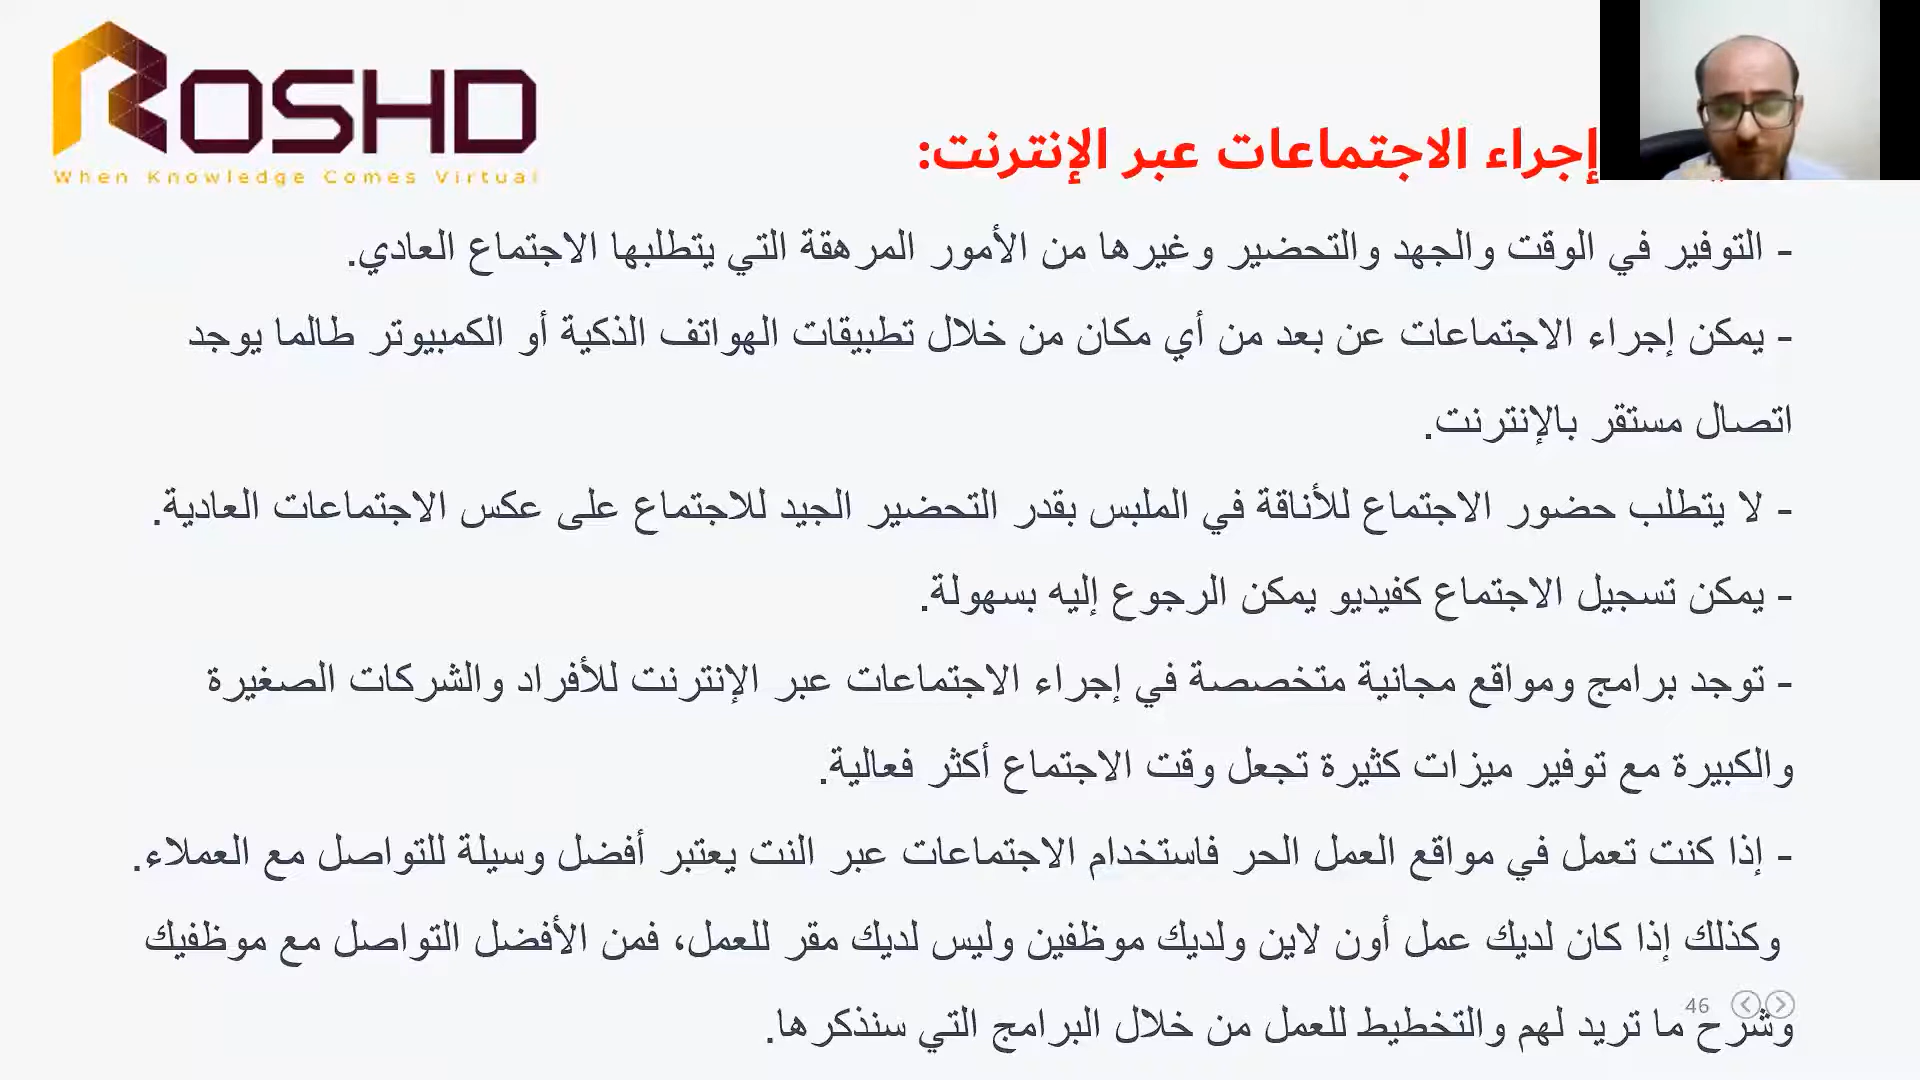 ROSHD
When Knowledge Comes Virtual
إجراء الاجتماعات عبر الإنترنت:
- التوفير في الوقت والجهد والتحضير وغيرها من الأمور المرهقة التي يتطلبها الاجتماع العادي.
- يمكن إجراء الاجتماعات عن بعد من أي مكان من خلال تطبيقات الهواتف الذكية أو الكمبيوتر طالما يوجد
اتصال مستقر بالإنترنت.
- لا يتطلب حضور الاجتماع للأناقة في الملبس بقدر التحضير الجيد للاجتماع على عكس الاجتماعات العادية.
- يمكن تسجيل الاجتماع كفيديو يمكن الرجوع إليه بسهولة.
- توجد برامج ومواقع مجانية متخصصة في إجراء الاجتماعات عبر الإنترنت للأفراد والشركات الصغيرة
والكبيرة مع توفير ميزات كثيرة تجعل وقت الاجتماع أكثر فعالية.
- إذا كنت تعمل في مواقع العمل الحر فاستخدام الاجتماعات عبر النت يعتبر أفضل وسيلة للتواصل مع العملاء.
وكذلك إذا كان لديك عمل أون لاين ولديك موظفين وليس لديك مقر للعمل، فمن الأفضل التواصل مع موظفيك
وشرح ما تريد لهم والتخطيط للعمل من خلال البرامج التي سنذكرها.
46